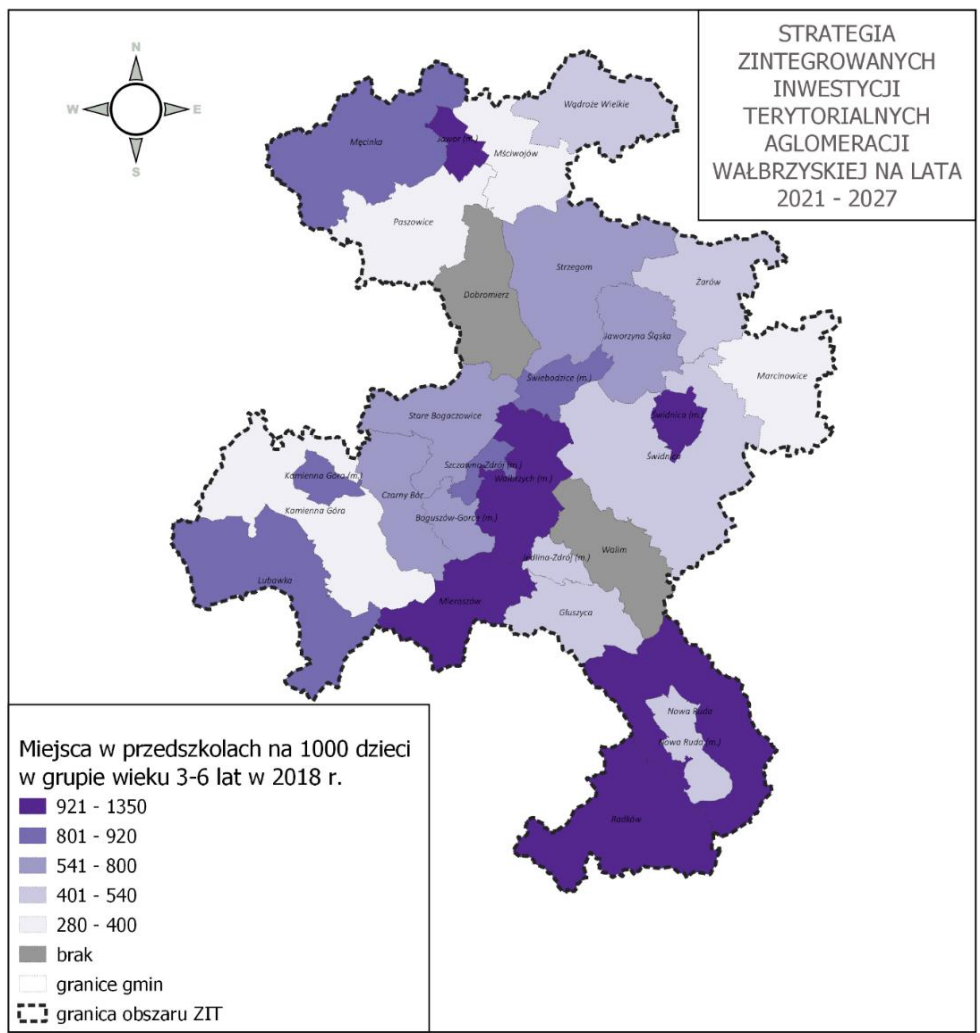 N
W
E
S
STRATEGIA
ZINTEGROWANYCH
INWESTYCJI
TERYTORIALNYCH
AGLOMERACJI
WAŁBRZYSKIEJ NA LATA
2021 - 2027
Wądroże Wielkie
Męcinka
Jawor (m.)
Mściwojów
Paszowice
Strzegom
Żarów
Dobromierz
Jaworzyna Śląska
Świebodzice (m.)
Marcinowice
Stare Bogaczowice
Świdnica (m.)
Świdnica
Szczawno-Zdrój (m.)
Kamienna Góra (m.)
Wałbrzych (m.)
Czarny Bór
Kamienna Góra
Boguszów-Gorce (m.)
Walim
Jedlina-Zdrój (m.)
Lubawka
Mieroszów
Głuszyca
Nowa Ruda
Nowa Ruda (m.)
Radków
Miejsca w przedszkolach na 1000 dzieci
w grupie wieku 3-6 lat w 2018 r.
921 - 1350
801 - 920
541 - 800
401 - 540
280 - 400
brak
granice gmin
granica obszaru ZIT